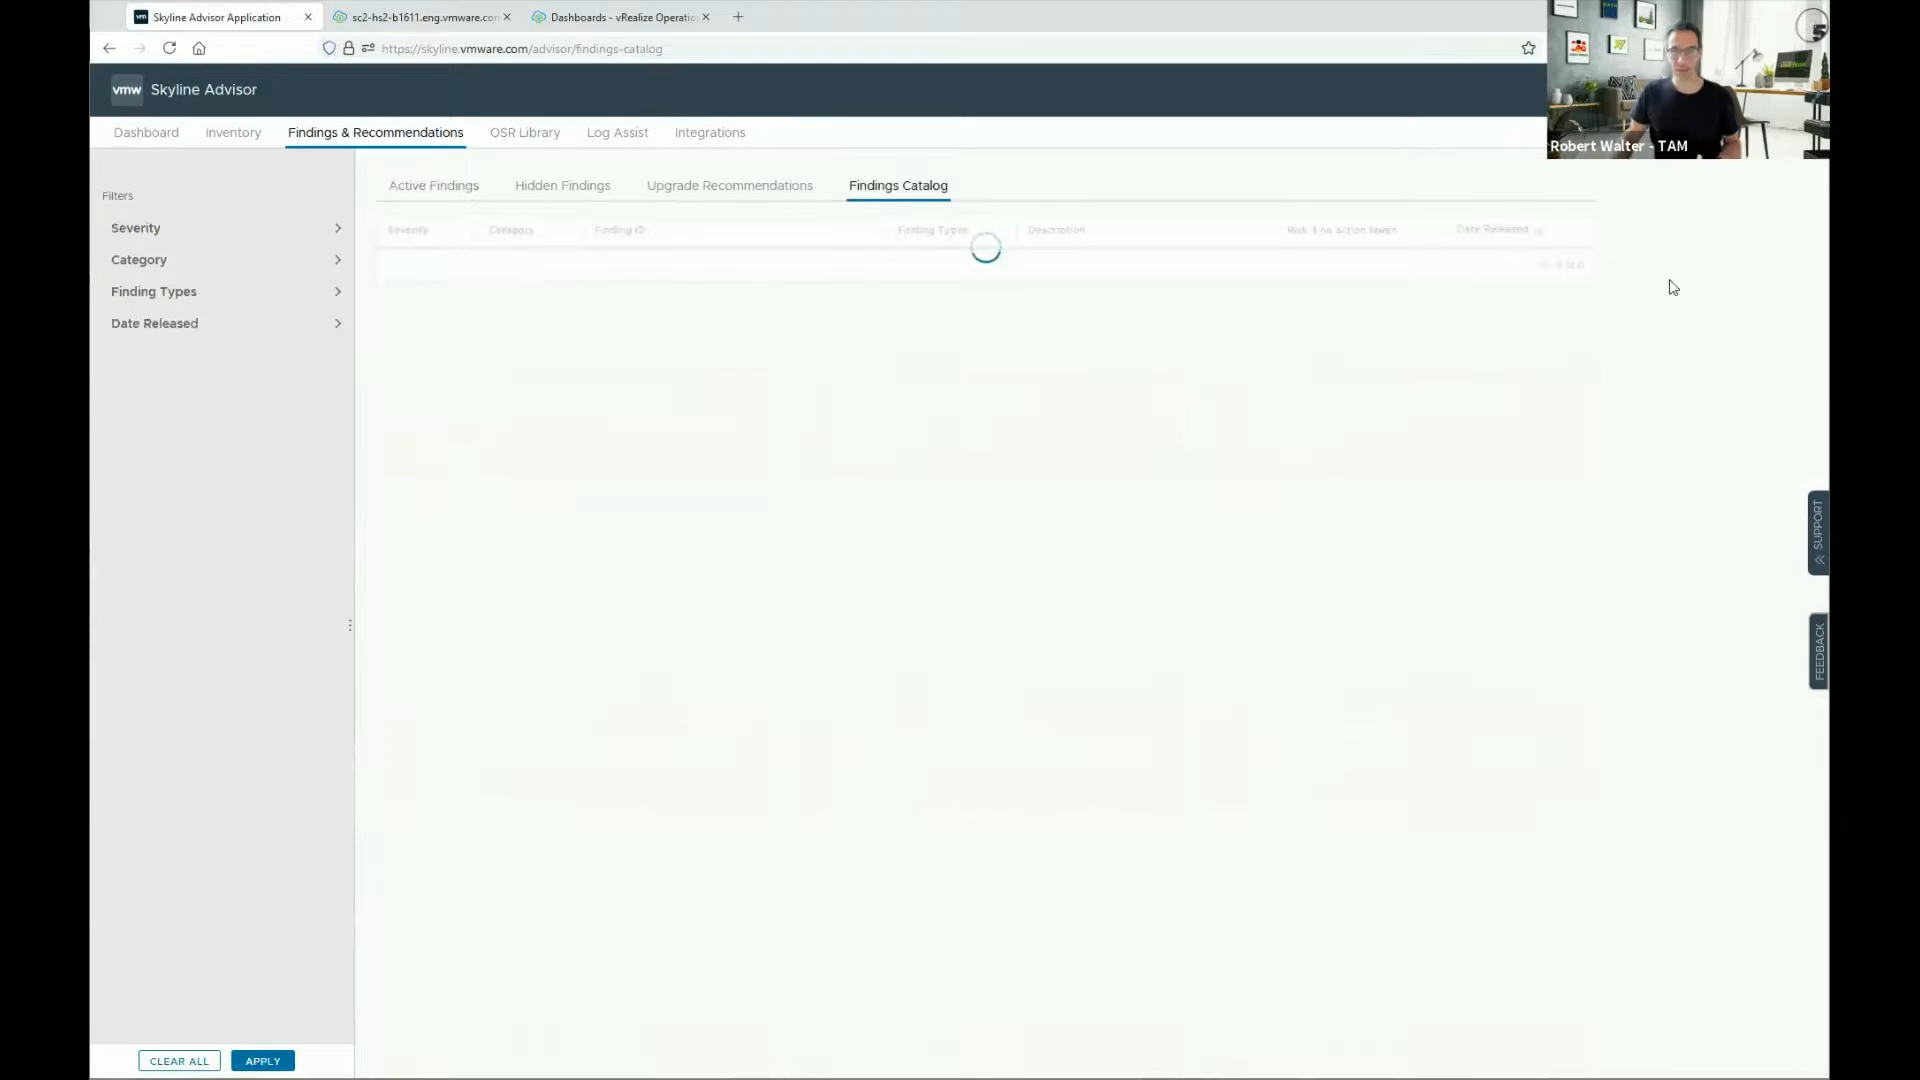 vm Skyline Advisor Application
sc2-hs2-b1611.eng.vmware.con
Dashboards - vRealize Operatio
https://skyline.vmware.com/advisor/findings-catalog
vmw Skyline Advisor
Dashboard Inventory Findings & Recommendations OSR Library Log Assist Integrations
Robert Walter - TAM
Active Findings Hidden Findings Upgrade Recommendations Findings Catalog
Filters
Severity
Category
Finding Types
Date Released
Severity Category Finding ID Finding Types Description Risk if no action taken Date Released
SUPPORT
FEEDBACK
CLEAR ALL APPLY